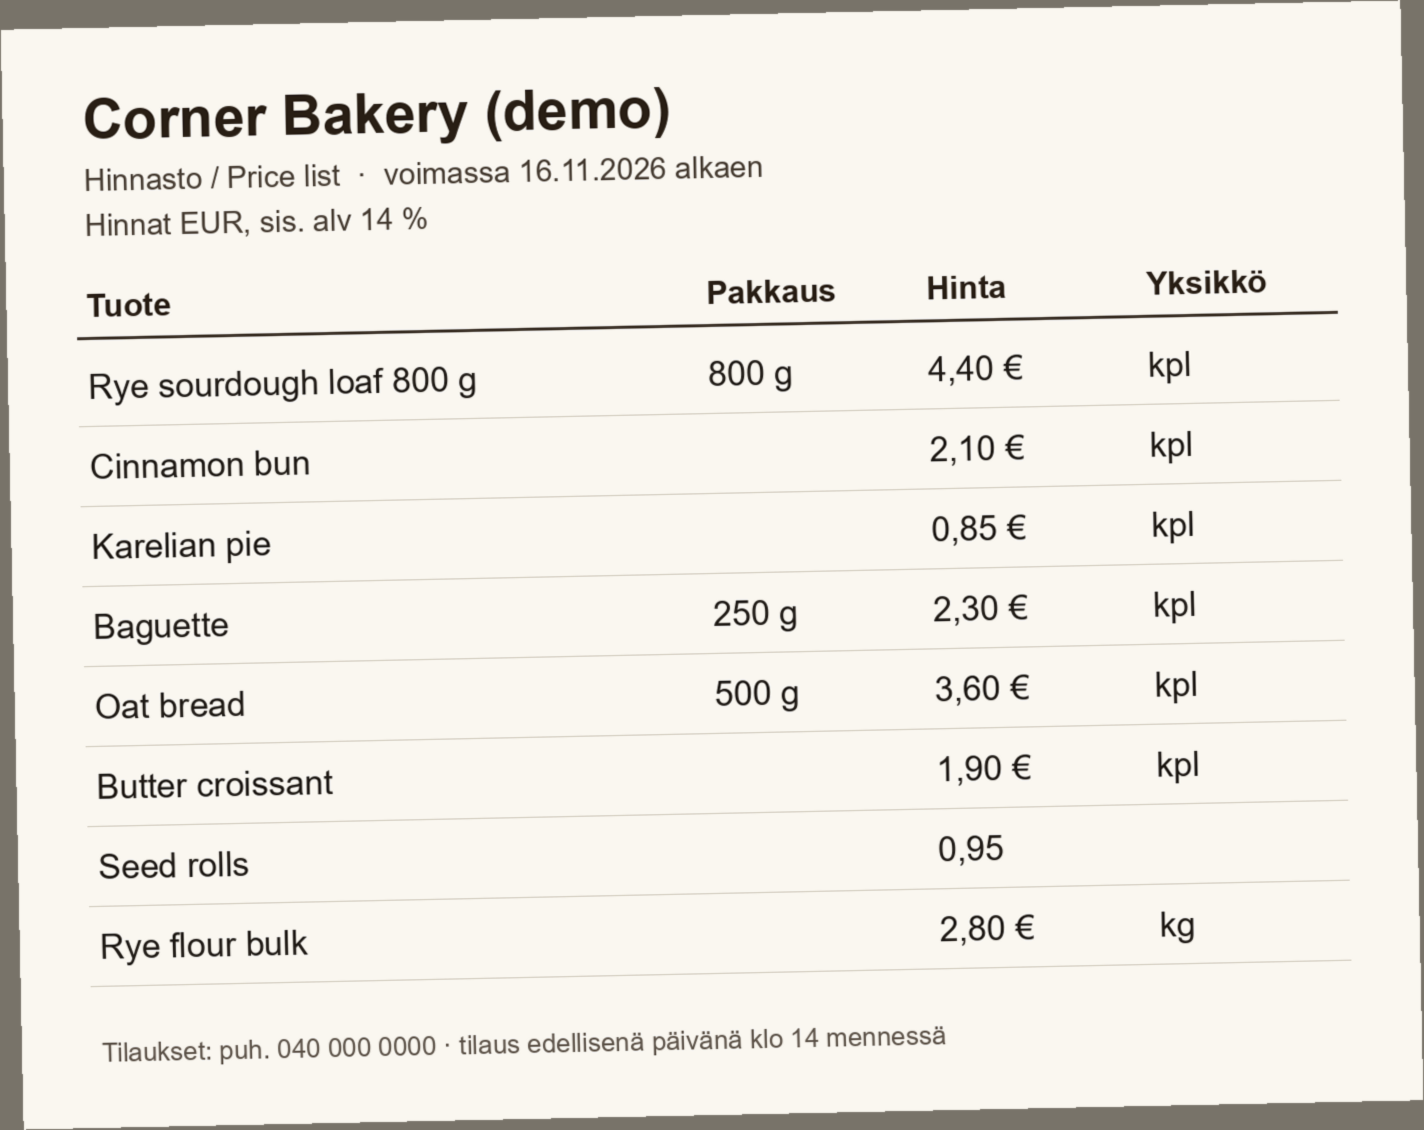 Corner Bakery (demo)
Hinnasto / Price list · voimassa 16.11.2026 alkaen
Hinnat EUR, sis. alv 14 %
Tuote Pakkaus Hinta Yksikkö
Rye sourdough loaf 800 g 800 g 4,40 € kpl
Cinnamon bun 2,10 € kpl
Karelian pie 0,85 € kpl
Baguette 250 g 2,30 € kpl
Oat bread 500 g 3,60 € kpl
Butter croissant 1,90 € kpl
Seed rolls 0,95
Rye flour bulk 2,80 € kg
Tilaukset: puh. 040 000 0000 · tilaus edellisenä päivänä klo 14 mennessä